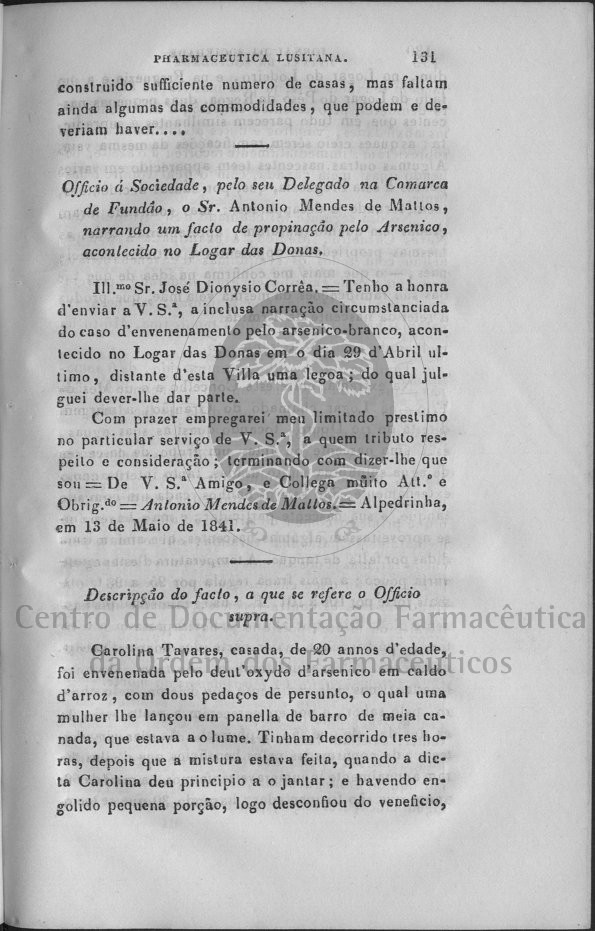 PHARMACEUTICA LUSITANA. 131
construido sufficiente numero de casas, mas faltam
ainda algumas das commodidades, que podem e de-
veriam haver....
Officio á Sociedade, pelo seu Delegado na Comarca
de Fundão, o Sr. Antonio Mendes de Mattos,
narrando um facto de propinação pelo Arsenico,
acontecido no Logar das Donas.
Ill.mo Sr. José Dionysio Corrêa. = Tenho a honra
d'enviar a V. S.ª, a inclusa narração circumstanciada
do caso d'envenenamento pelo arsenico-branco, acon-
tecido no Logar das Donas em o dia 29 d'Abril ul-
timo, distante d'esta Villa uma legoa; do qual jul-
guei dever-lhe dar parte.
Com prazer empregarei meu limitado prestimo
no particular serviço de V. S.ª, a quem tributo res-
peito e consideração; terminando com dizer-lhe que
sou = De V. S.ª Amigo, e Collega muito Att.º e
Obrig.do = Antonio Mendes de Mattos. = Alpedrinha,
em 13 de Maio de 1841.
Descripção do facto, a que se refere o Officio
supra.
Centro de Documentação Farmacêutica
da Ordem dos Farmacêuticos
Carolina Tavares, casada, de 20 annos d'edade,
foi envenenada pelo deut'oxydo d'arsenico em caldo
d'arroz, com dous pedaços de persunto, o qual uma
mulher lhe lançou em panella de barro de meia ca-
nada, que estava ao lume. Tinham decorrido tres ho-
ras, depois que a mistura estava feita, quando a dic-
ta Carolina deu principio a o jantar; e havendo en-
golido pequena porção, logo desconfiou do veneficio,